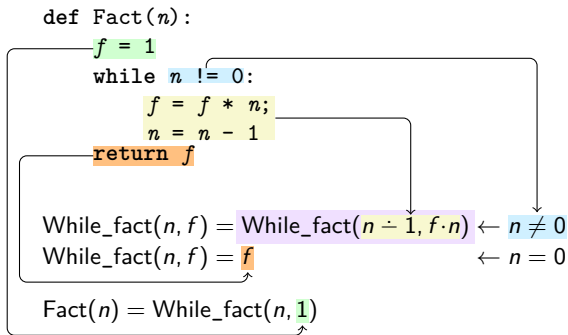 def Fact(n):
f = 1
while n != 0:
f = f * n;
n = n - 1
return f
While_fact(n, f) = While_fact(n ∸ 1, f·n) ← n ≠ 0
While_fact(n, f) = f ← n = 0
Fact(n) = While_fact(n, 1)